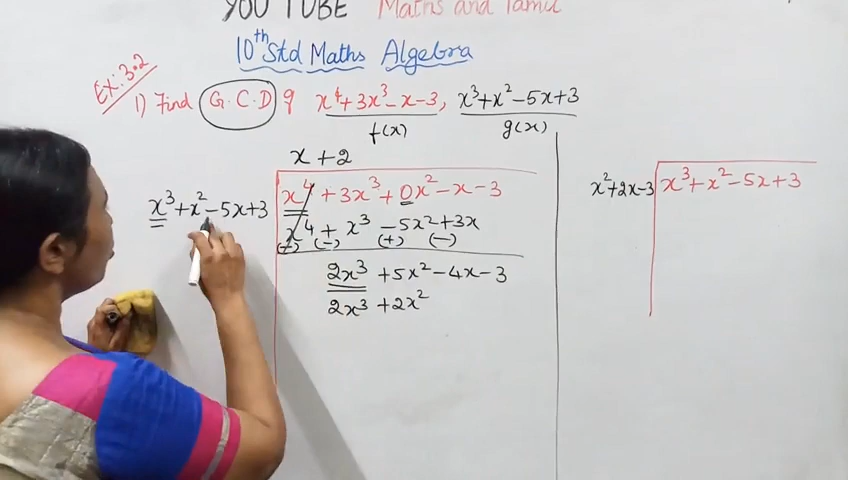 YOU TUBE Maths and Tamil
10th Std Maths Algebra
Ex: 3.2
1) Find G.C.D of x⁴+3x³-x-3, x³+x²-5x+3
f(x) g(x)
x+2
x³+x²-5x+3 x⁴+3x³+0x²-x-3
x⁴+x³-5x²+3x
(-) (-) (+) (-)
2x³+5x²-4x-3
2x³+2x²
x²+2x-3 x³+x²-5x+3